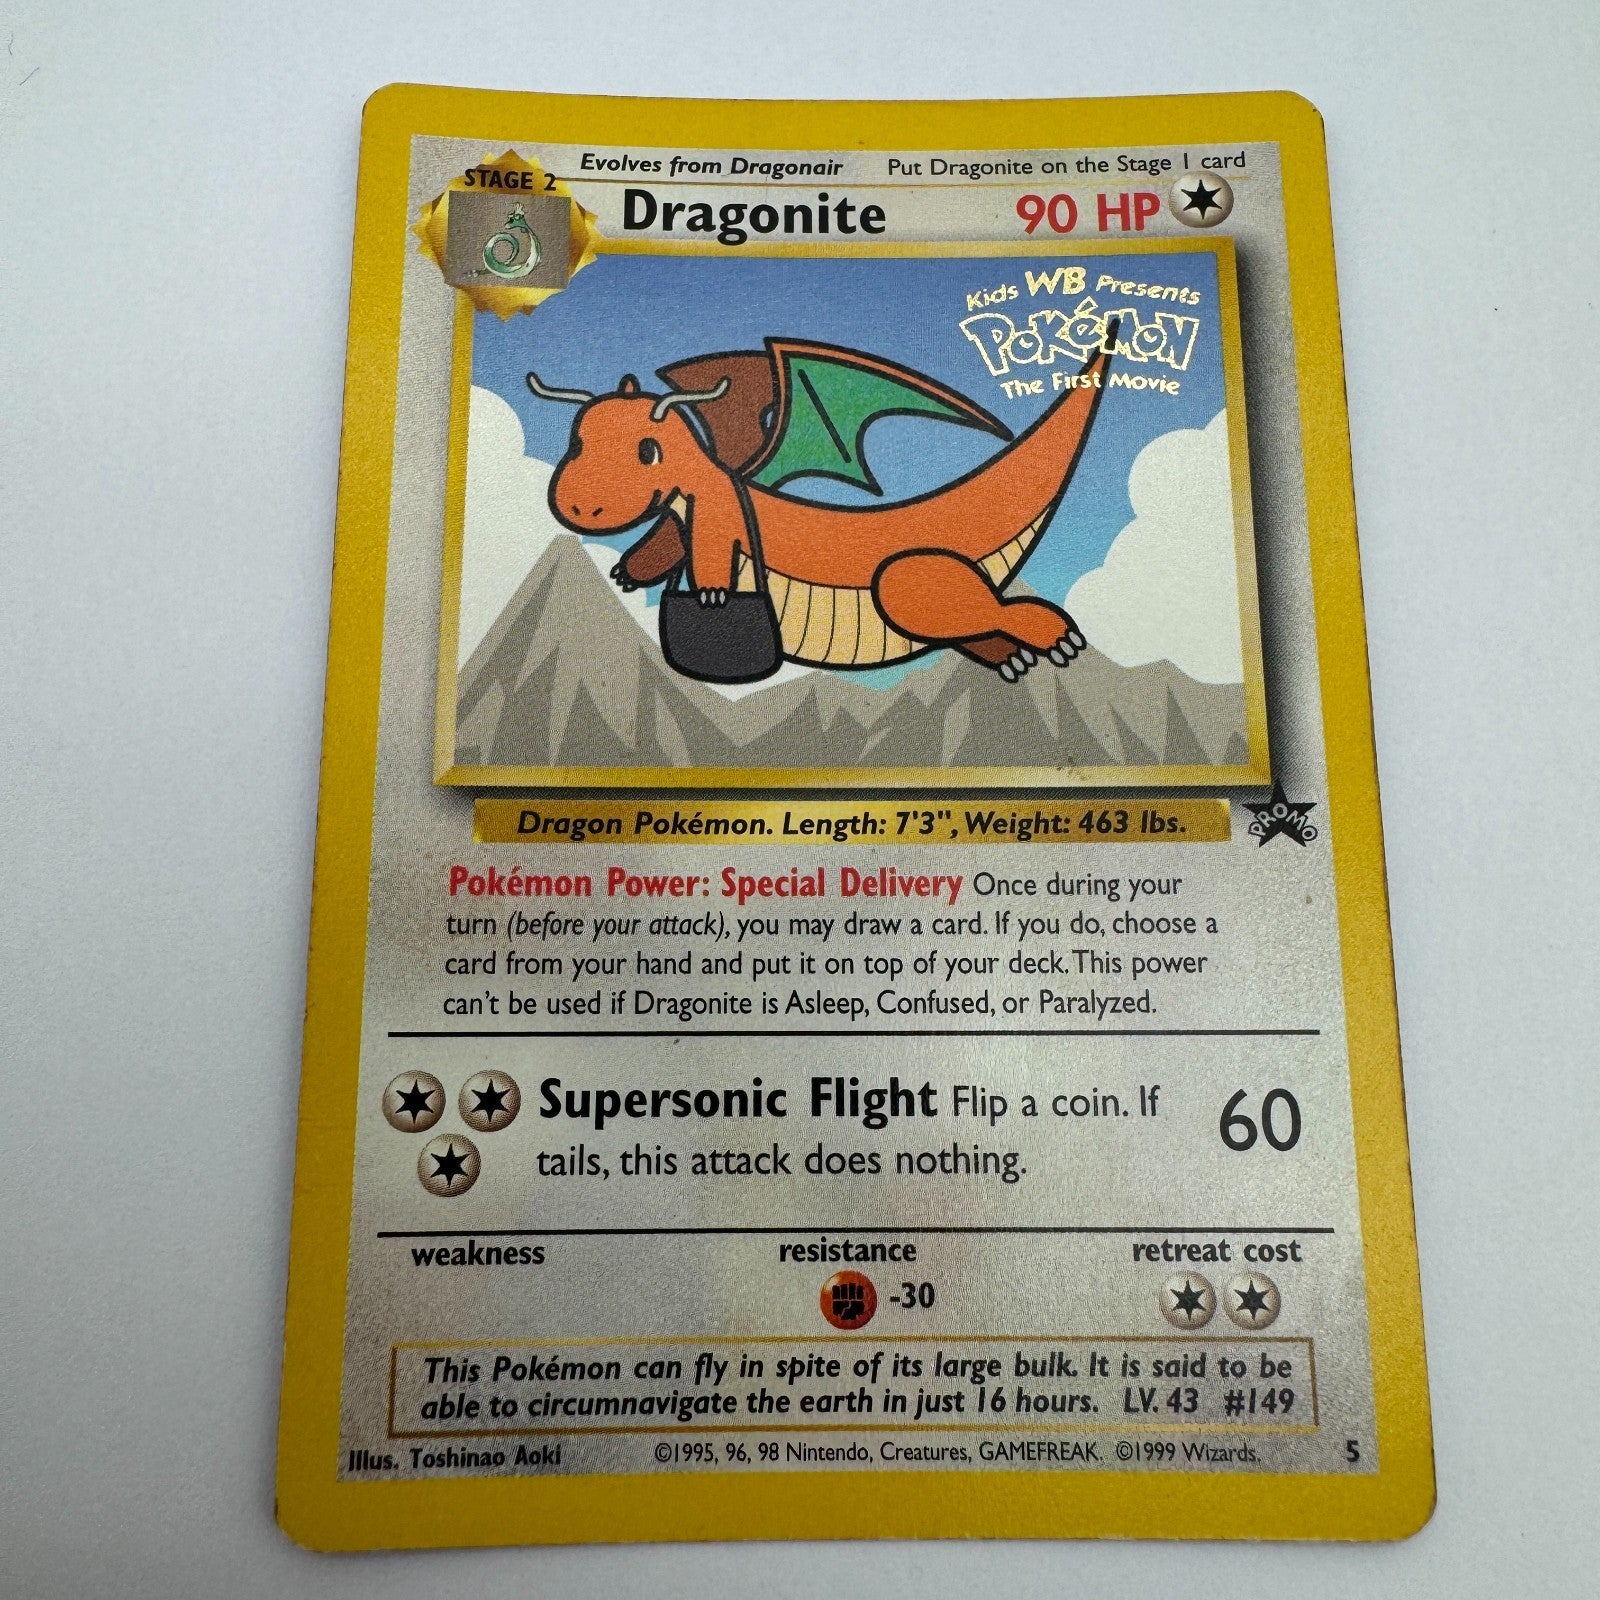 Evolves from Dragonair Put Dragonite on the Stage 1 card
STAGE 2
Dragonite 90 HP
Kids WB Presents
POKéMON
The First Movie
Dragon Pokémon. Length: 7'3", Weight: 463 lbs.
PROMO
Pokémon Power: Special Delivery Once during your
turn (before your attack), you may draw a card. If you do, choose a
card from your hand and put it on top of your deck. This power
can't be used if Dragonite is Asleep, Confused, or Paralyzed.
Supersonic Flight Flip a coin. If
tails, this attack does nothing.
60
weakness resistance retreat cost
-30
This Pokémon can fly in spite of its large bulk. It is said to be
able to circumnavigate the earth in just 16 hours. LV. 43 #149
Illus. Toshinao Aoki ©1995, 96, 98 Nintendo, Creatures, GAMEFREAK. ©1999 Wizards. 5